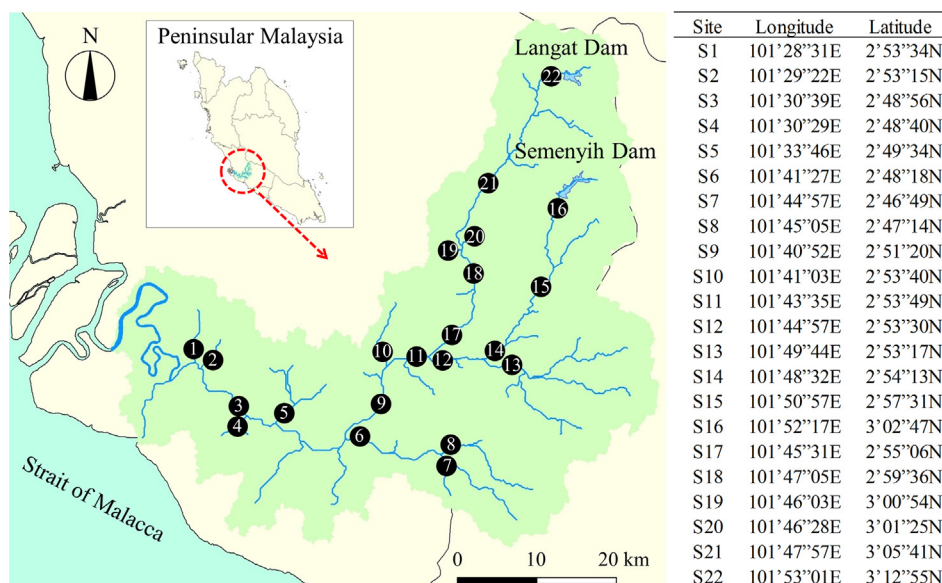 Peninsular Malaysia
N
Langat Dam
22
Semenyih Dam
21
16
20
19
18
15
17
1
2
10
11
12
14
13
3
9
5
4
6
8
7
Strait of Malacca
0 10 20 km
Site Longitude Latitude
S1 101’28”31E 2’53”34N
S2 101’29”22E 2’53”15N
S3 101’30”39E 2’48”56N
S4 101’30”29E 2’48”40N
S5 101’33”46E 2’49”34N
S6 101’41”27E 2’48”18N
S7 101’44”57E 2’46”49N
S8 101’45”05E 2’47”14N
S9 101’40”52E 2’51”20N
S10 101’41”03E 2’53”40N
S11 101’43”35E 2’53”49N
S12 101’44”57E 2’53”30N
S13 101’49”44E 2’53”17N
S14 101’48”32E 2’54”13N
S15 101’50”57E 2’57”31N
S16 101’52”17E 3’02”47N
S17 101’45”31E 2’55”06N
S18 101’47”05E 2’59”36N
S19 101’46”03E 3’00”54N
S20 101’46”28E 3’01”25N
S21 101’47”57E 3’05”41N
S22 101’53”01E 3’12”55N